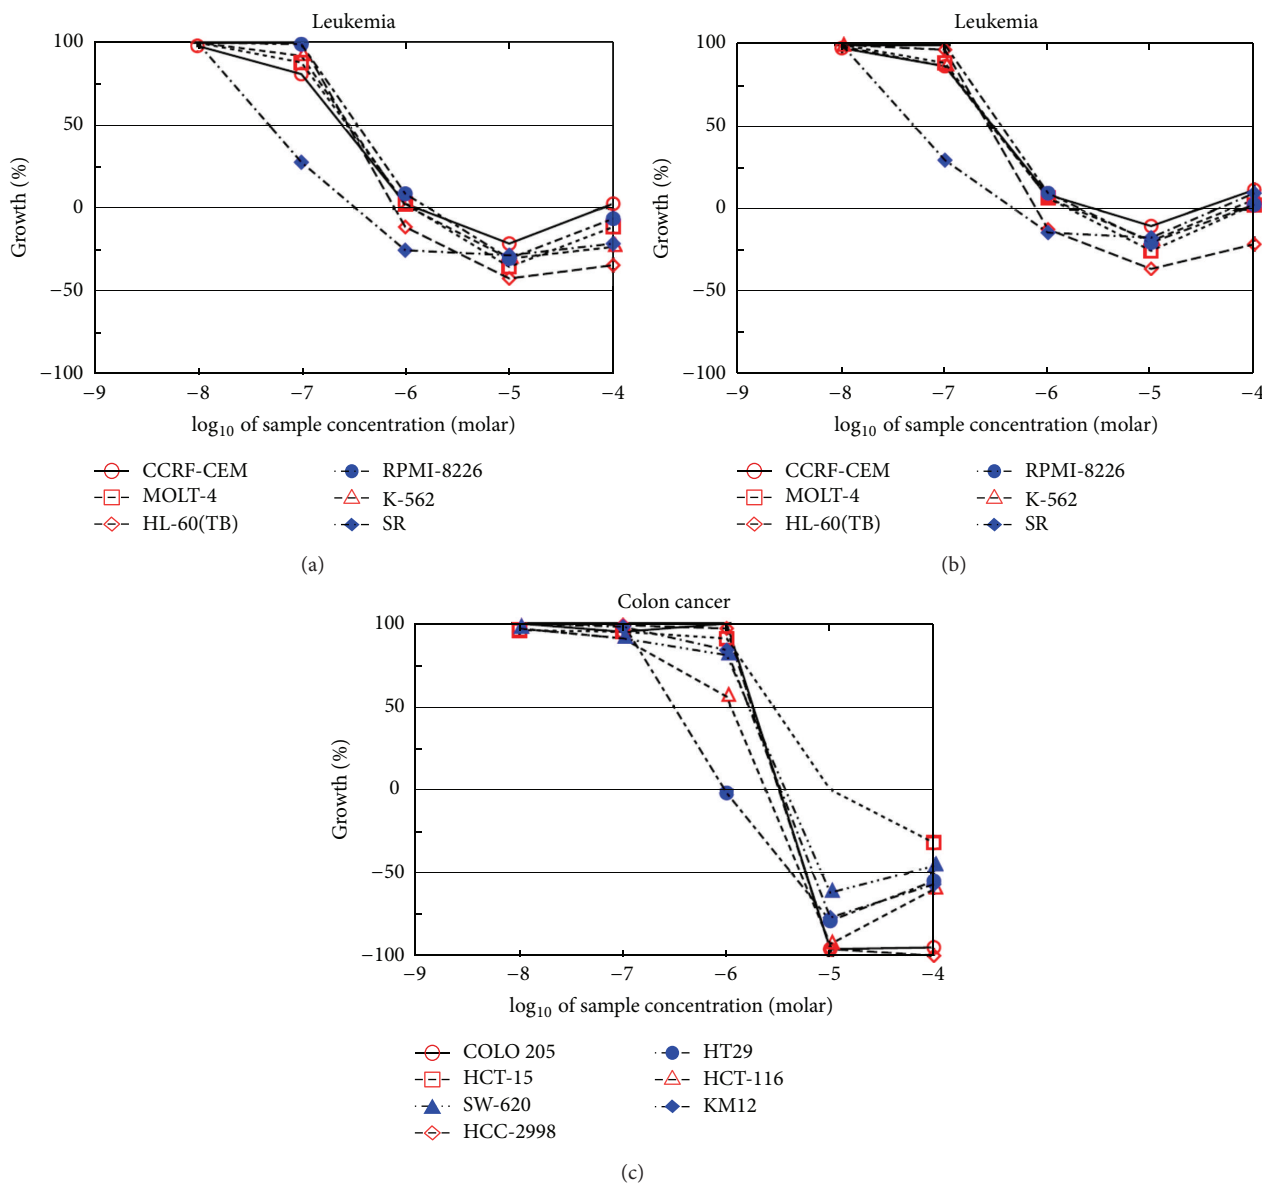 Leukemia
100
50
0
−50
−100
Growth (%)
−9 −8 −7 −6 −5 −4
log10 of sample concentration (molar)
CCRF-CEM RPMI-8226
MOLT-4 K-562
HL-60(TB) SR
(a)
Leukemia
100
50
0
−50
−100
Growth (%)
−9 −8 −7 −6 −5 −4
log10 of sample concentration (molar)
CCRF-CEM RPMI-8226
MOLT-4 K-562
HL-60(TB) SR
(b)
Colon cancer
100
50
0
−50
−100
Growth (%)
−9 −8 −7 −6 −5 −4
log10 of sample concentration (molar)
COLO 205 HT29
HCT-15 HCT-116
SW-620 KM12
HCC-2998
(c)